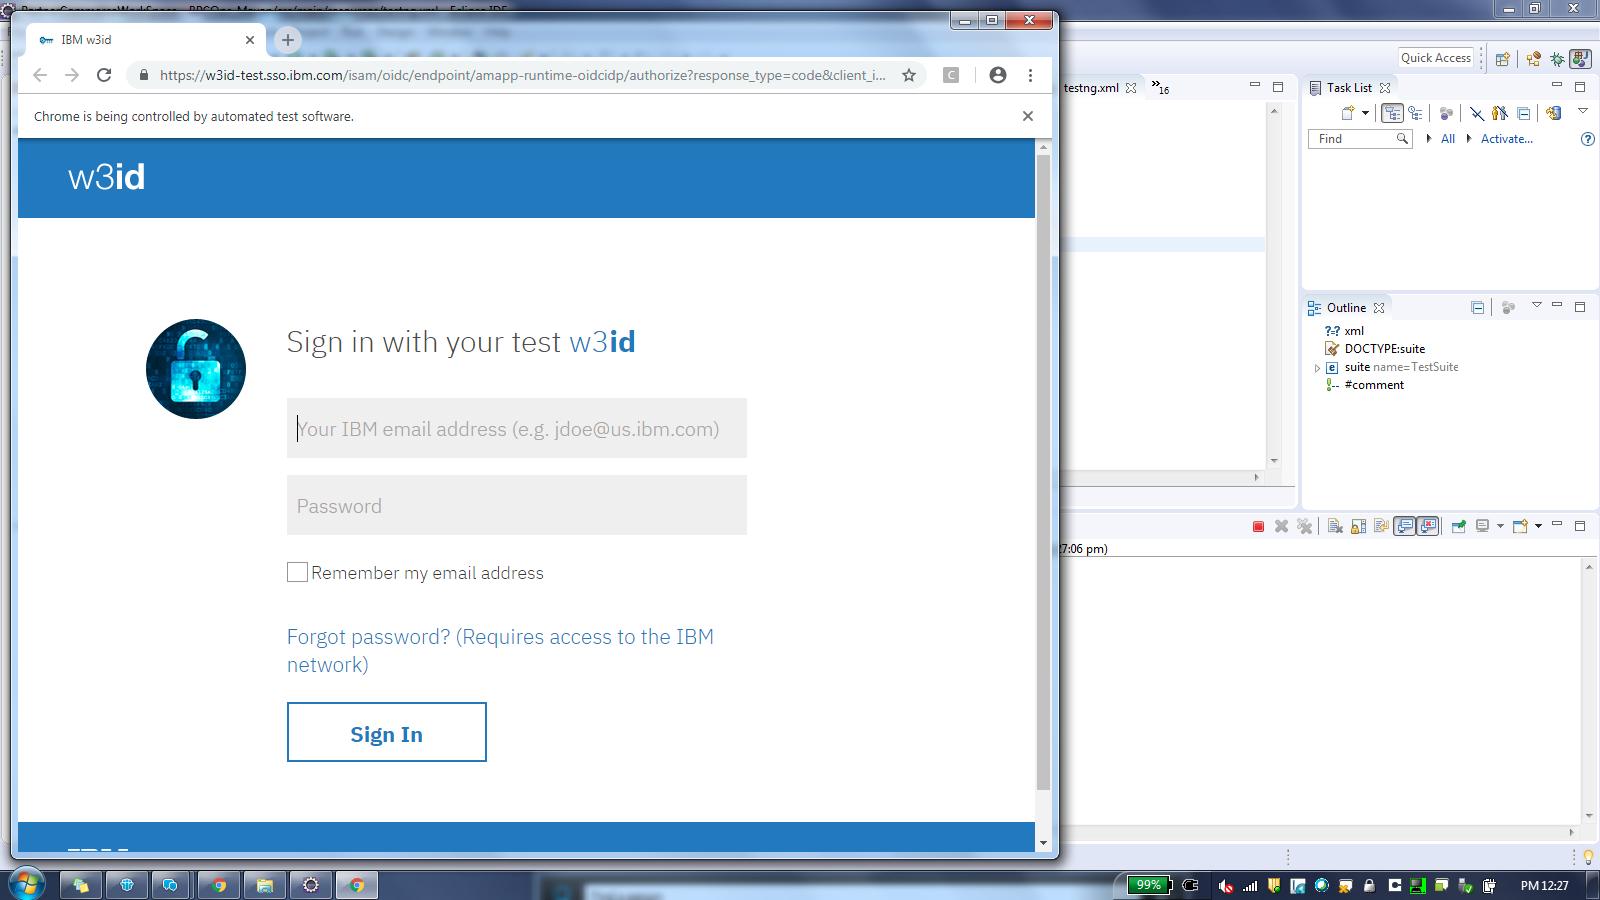 IBM w3id
https://w3id-test.sso.ibm.com/isam/oidc/endpoint/amapp-runtime-oidcidp/authorize?response_type=code&client_i...
C
Chrome is being controlled by automated test software.
w3id
Sign in with your test w3id
Your IBM email address (e.g. jdoe@us.ibm.com)
Password
Remember my email address
Forgot password? (Requires access to the IBM
network)
Sign In
Quick Access
testng.xml
»16
Task List
Find
All
Activate...
Outline
?-? xml
DOCTYPE:suite
e suite name=TestSuite
#comment
27:06 pm)
99%
PM 12:27